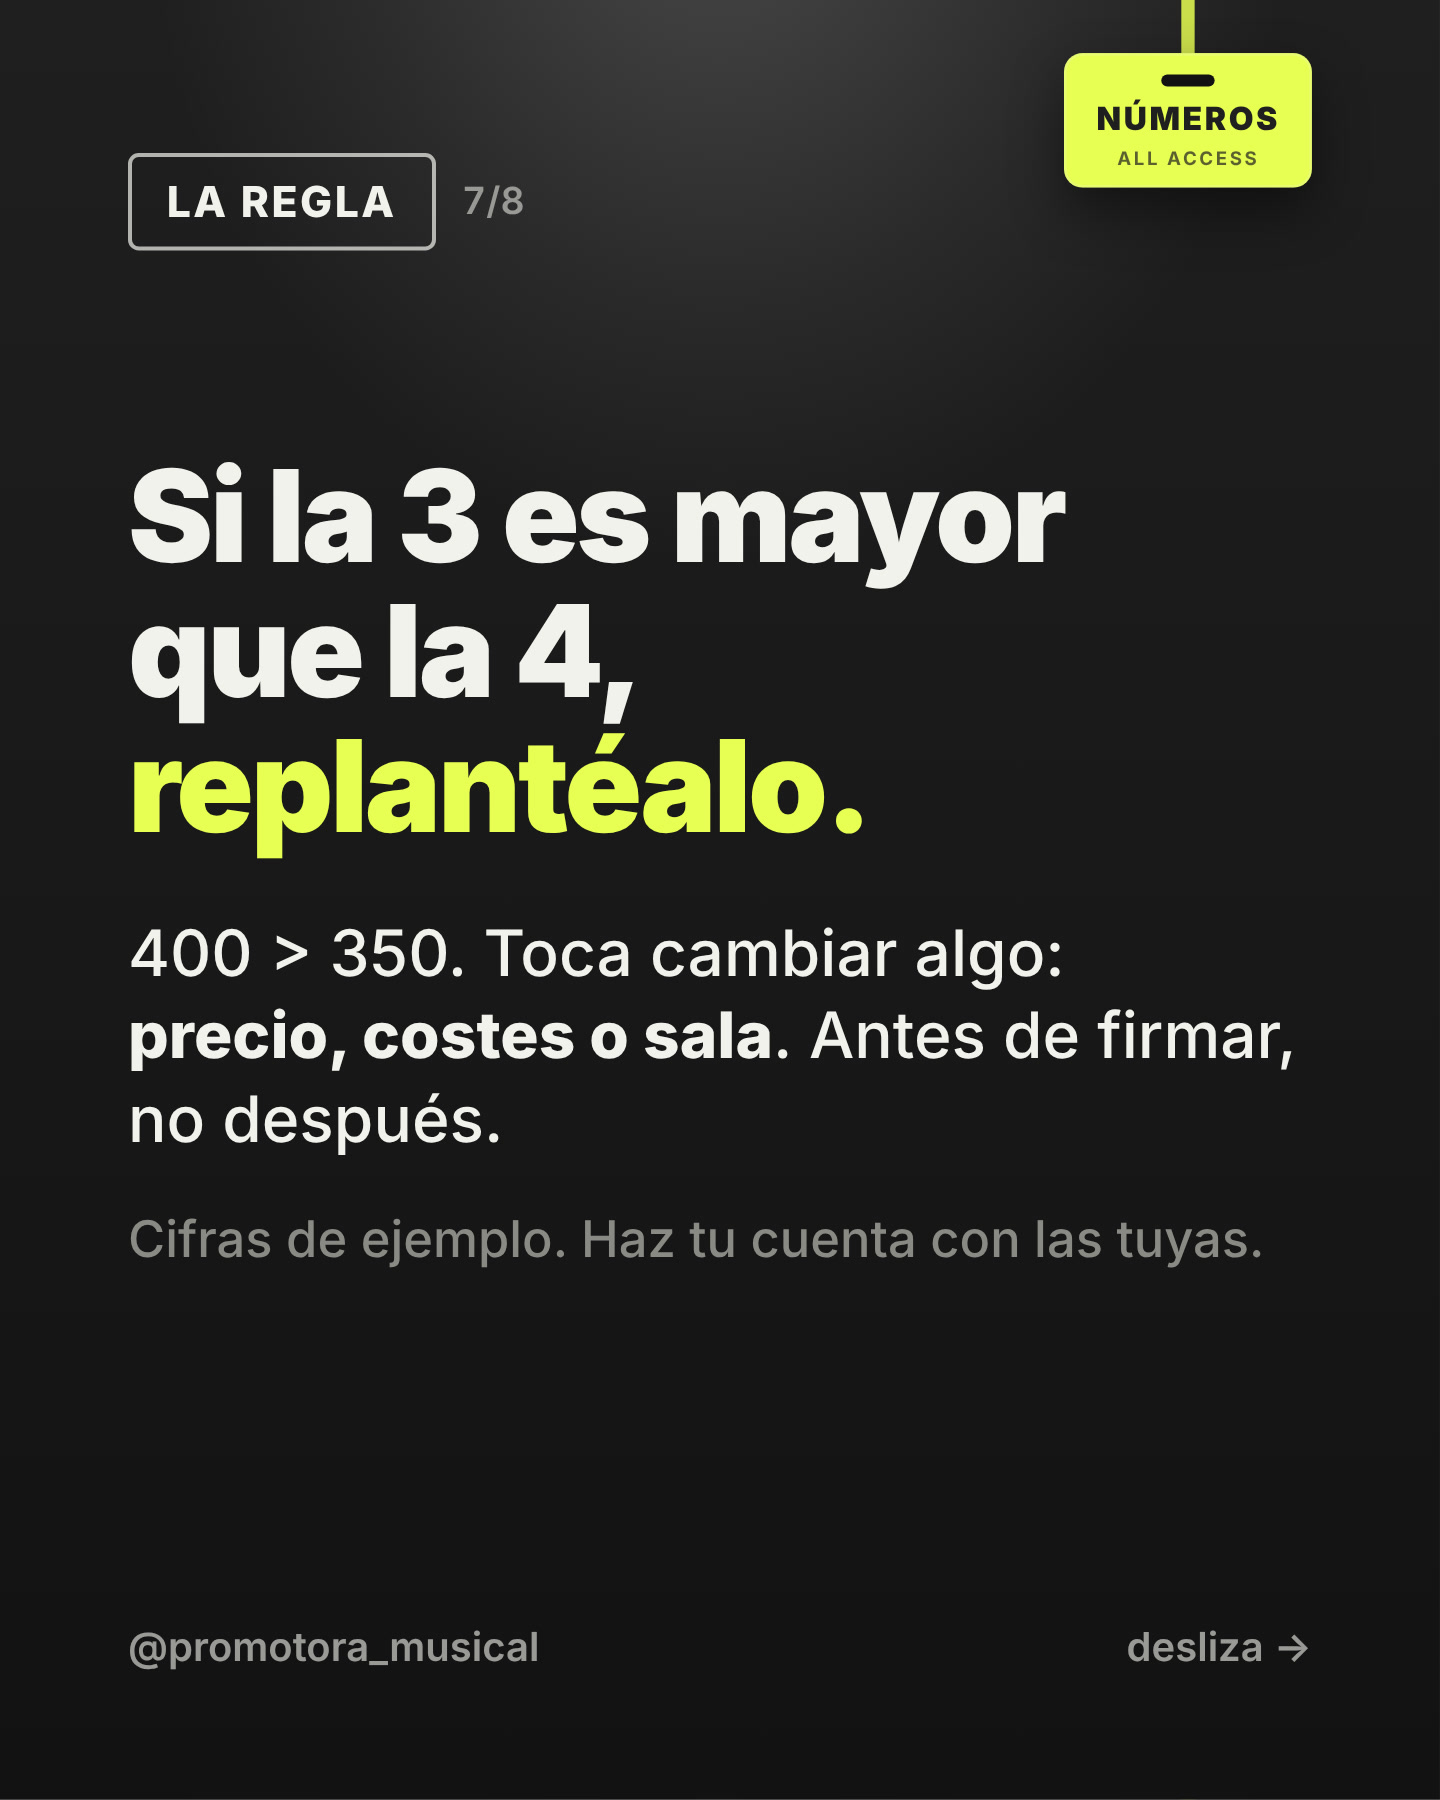 NÚMEROS
ALL ACCESS
LA REGLA 7/8
Si la 3 es mayor
que la 4,
replantéalo.
400 > 350. Toca cambiar algo:
precio, costes o sala. Antes de firmar,
no después.
Cifras de ejemplo. Haz tu cuenta con las tuyas.
@promotora_musical desliza →